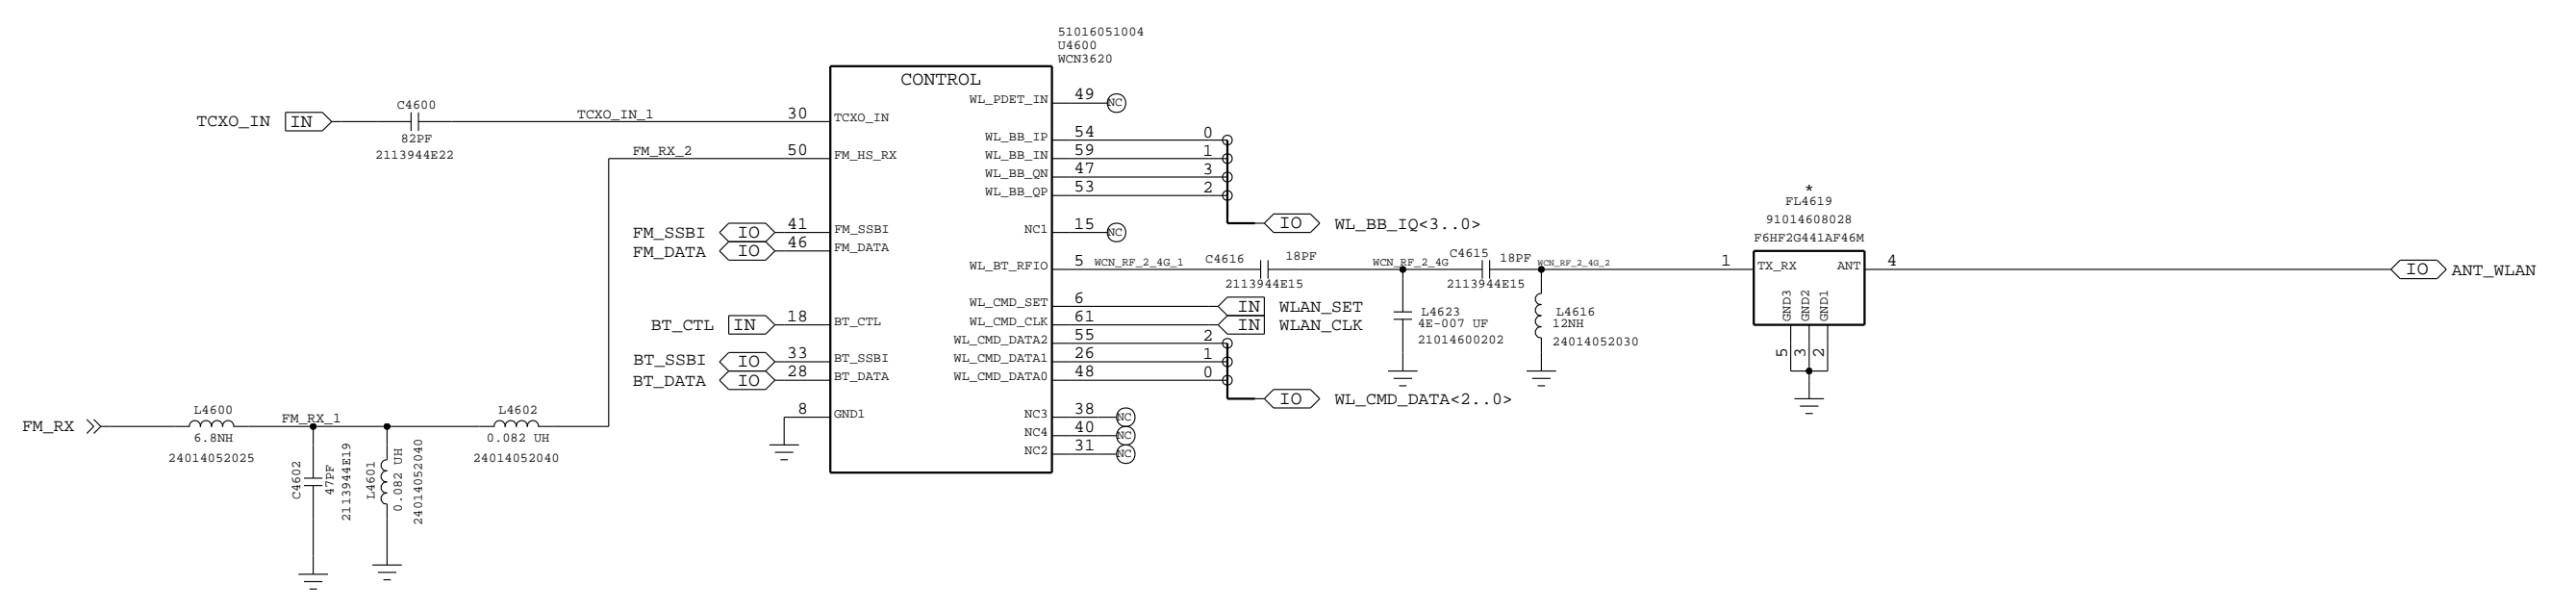 51016051004
U4600
WCN3620
CONTROL
TCXO_IN IN
C4600
82PF
2113944E22
TCXO_IN_1
30 TCXO_IN
FM_RX_2
50 FM_HS_RX
FM_SSBI IO 41 FM_SSBI
FM_DATA IO 46 FM_DATA
BT_CTL IN 18 BT_CTL
BT_SSBI IO 33 BT_SSBI
BT_DATA IO 28 BT_DATA
8 GND1
FM_RX
L4600
6.8NH
24014052025
FM_RX_1
C4602
47PF
2113944E19
L4601
0.082 UH
24014052040
L4602
0.082 UH
24014052040
WL_PDET_IN 49 NC
WL_BB_IP 54 0
WL_BB_IN 59 1
WL_BB_QN 47 3
WL_BB_QP 53 2
IO WL_BB_IQ<3..0>
NC1 15 NC
WL_BT_RFIO 5 WCN_RF_2_4G_1
C4616
18PF
2113944E15
WCN_RF_2_4G
C4615
18PF
2113944E15
WCN_RF_2_4G_2
L4623
4E-007 UF
21014600202
L4616
12NH
24014052030
WL_CMD_SET 6 IN WLAN_SET
WL_CMD_CLK 61 IN WLAN_CLK
WL_CMD_DATA2 55 2
WL_CMD_DATA1 26 1
WL_CMD_DATA0 48 0
IO WL_CMD_DATA<2..0>
NC3 38 NC
NC4 40 NC
NC2 31 NC
*
FL4619
91014608028
F6HF2G441AF46M
1 TX_RX ANT 4
GND3
GND2
GND1
5
3
2
IO ANT_WLAN